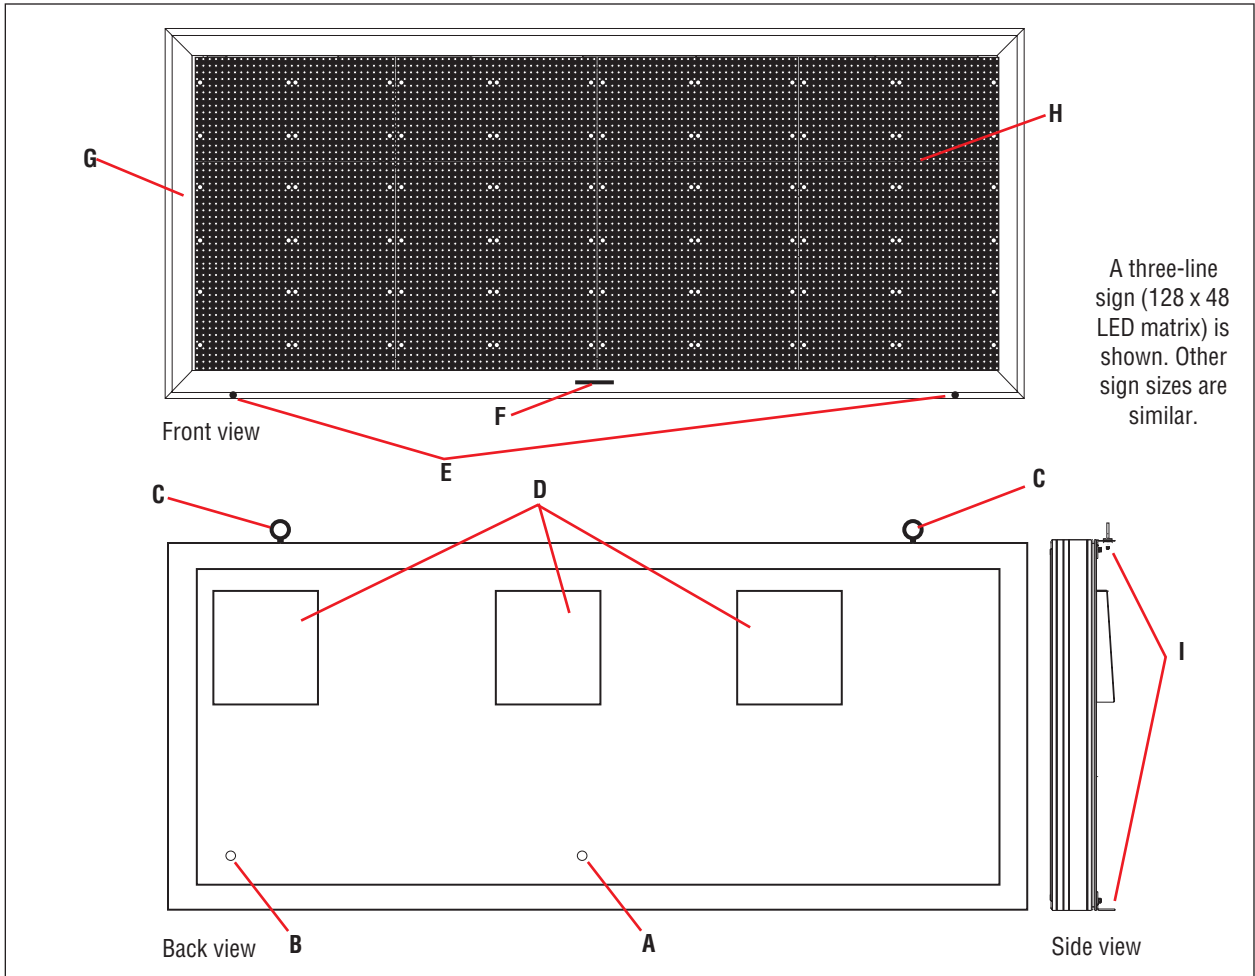 H
G
A three-line
sign (128 x 48
LED matrix) is
shown. Other
sign sizes are
similar.
F
Front view
E
C
D
C
I
Back view
B
A
Side view